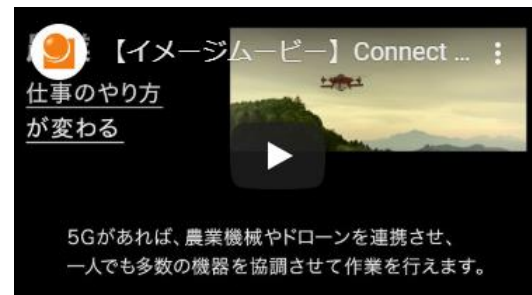 【イメージムービー】Connect ...
仕事のやり方
が変わる
5Gがあれば、農業機械やドローンを連携させ、
一人でも多数の機器を協調させて作業を行えます。